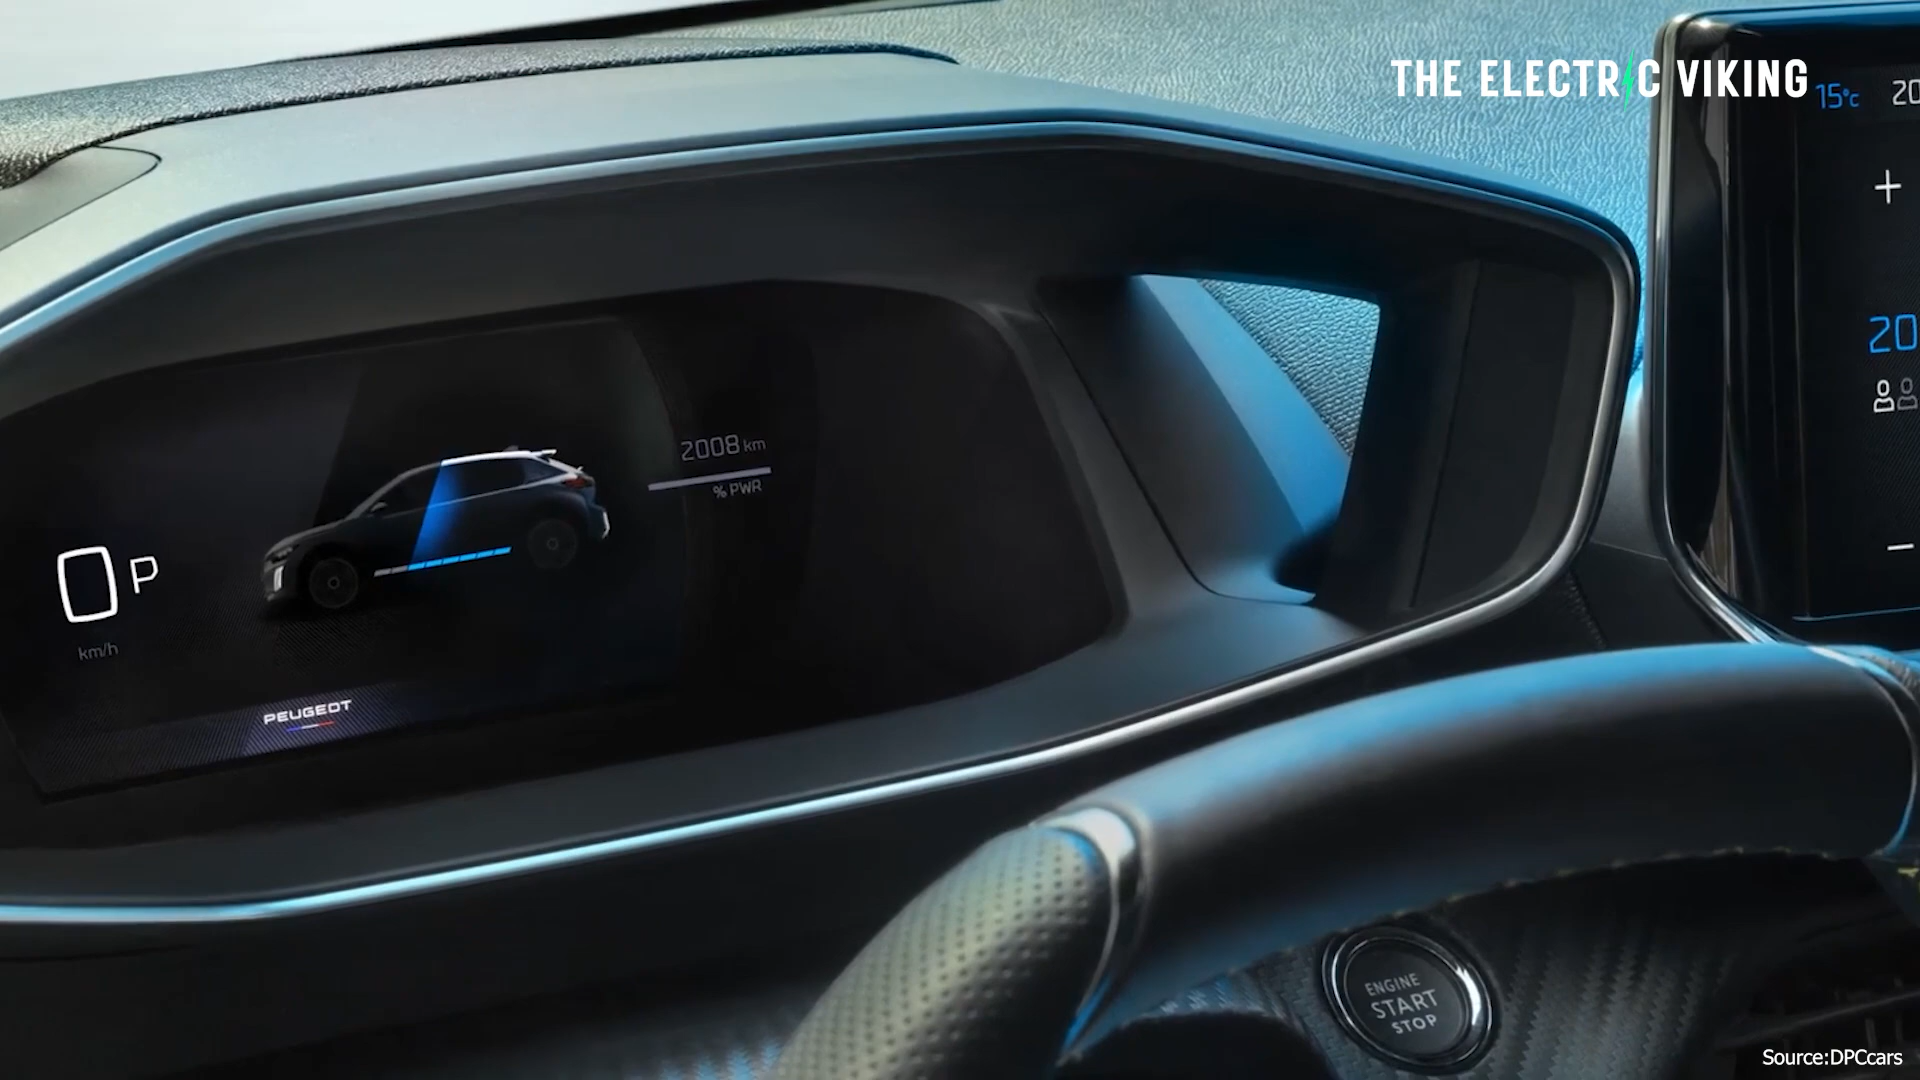 THE ELECTRIC VIKING
15°c
20
+
2008 km
% PWR
20
0 P
km/h
PEUGEOT
−
ENGINE
START
STOP
Source:DPCcars